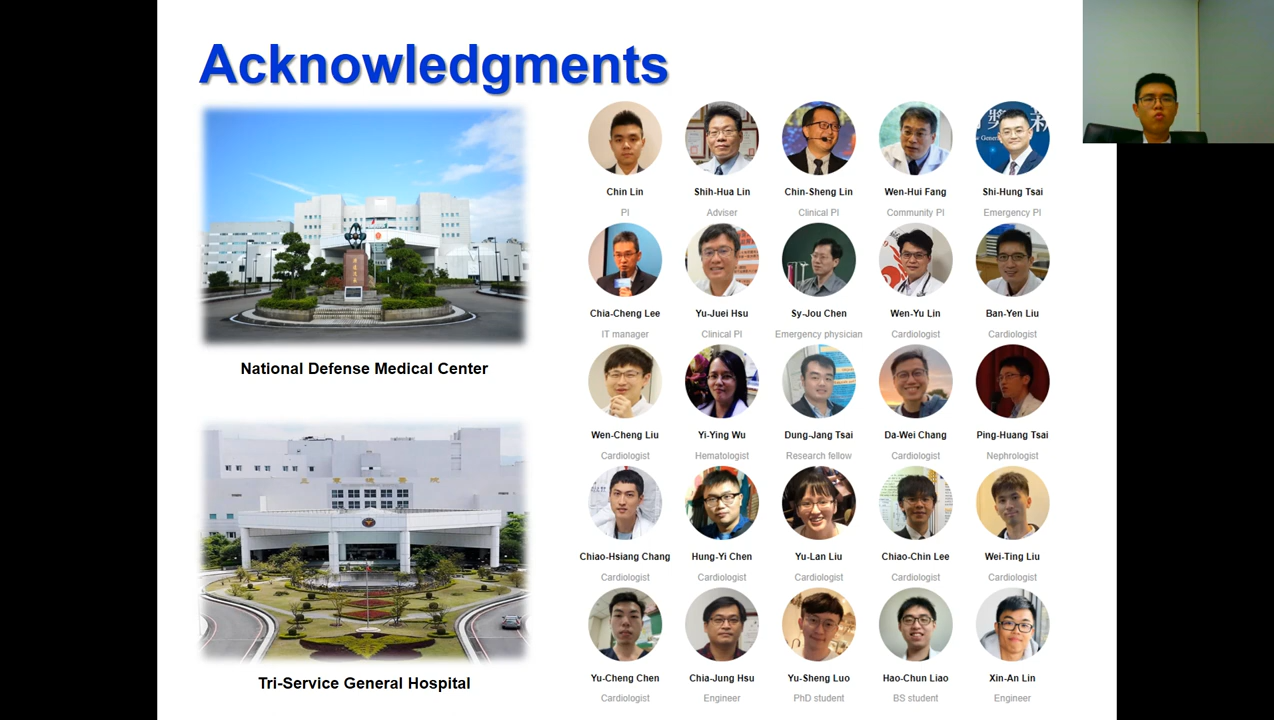 Acknowledgments
National Defense Medical Center
三軍總醫院
Tri-Service General Hospital
Chin Lin
PI
Shih-Hua Lin
Adviser
Chin-Sheng Lin
Clinical PI
Wen-Hui Fang
Community PI
Shi-Hung Tsai
Emergency PI
Chia-Cheng Lee
IT manager
Yu-Juei Hsu
Clinical PI
Sy-Jou Chen
Emergency physician
Wen-Yu Lin
Cardiologist
Ban-Yen Liu
Cardiologist
Wen-Cheng Liu
Cardiologist
Yi-Ying Wu
Hematologist
Dung-Jang Tsai
Research fellow
Da-Wei Chang
Cardiologist
Ping-Huang Tsai
Nephrologist
Chiao-Hsiang Chang
Cardiologist
Hung-Yi Chen
Cardiologist
Yu-Lan Liu
Cardiologist
Chiao-Chin Lee
Cardiologist
Wei-Ting Liu
Cardiologist
Yu-Cheng Chen
Cardiologist
Chia-Jung Hsu
Engineer
Yu-Sheng Luo
PhD student
Hao-Chun Liao
BS student
Xin-An Lin
Engineer